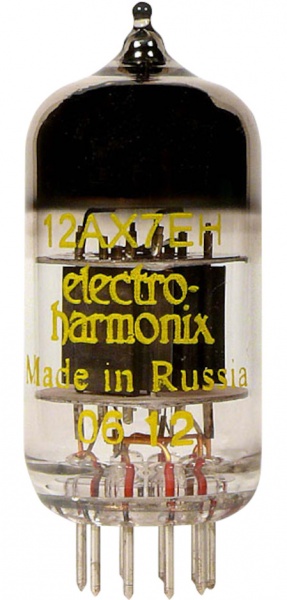 12AX7EH
electro-
harmonix
Made in Russia
06 12